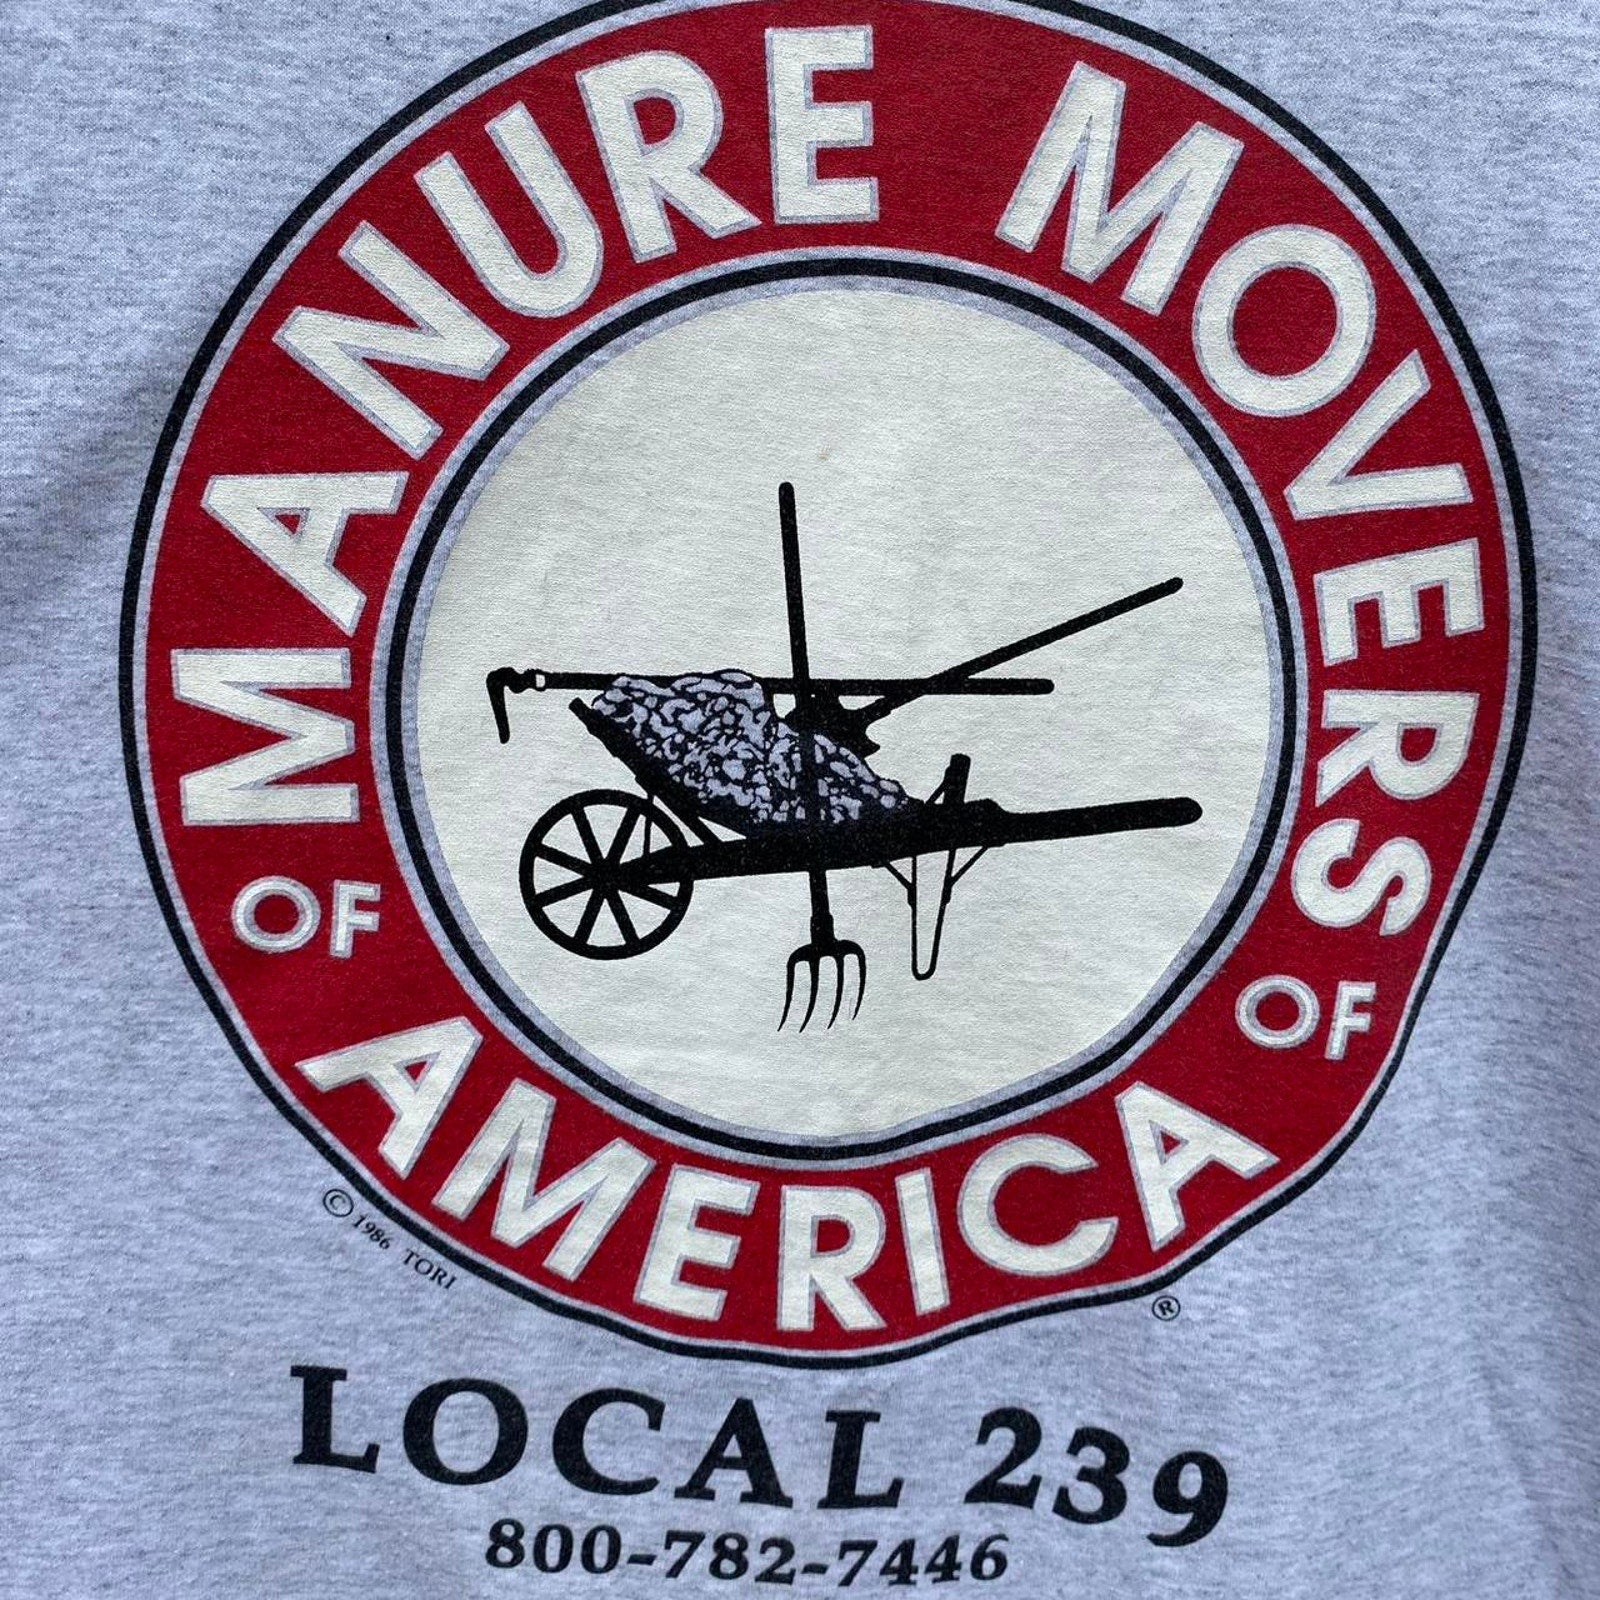 MANURE MOVERS
OF AMERICA OF
© 1986 TORI
®
LOCAL 239
800-782-7446